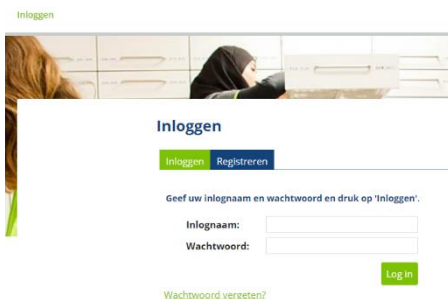 Inloggen
Inloggen
Inloggen Registreren
Geef uw inlognaam en wachtwoord en druk op 'Inloggen'.
Inlognaam:
Wachtwoord:
Log in
Wachtwoord vergeten?